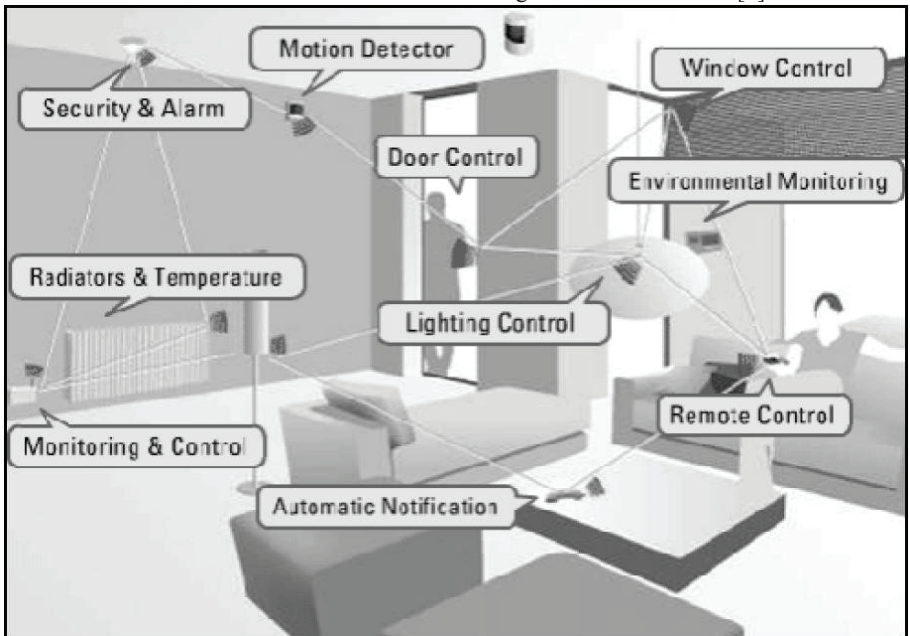 Motion Detector
Window Control
Security & Alarm
Door Control
Environmental Monitoring
Radiators & Temperature
Lighting Control
Remote Control
Monitoring & Control
Automatic Notification